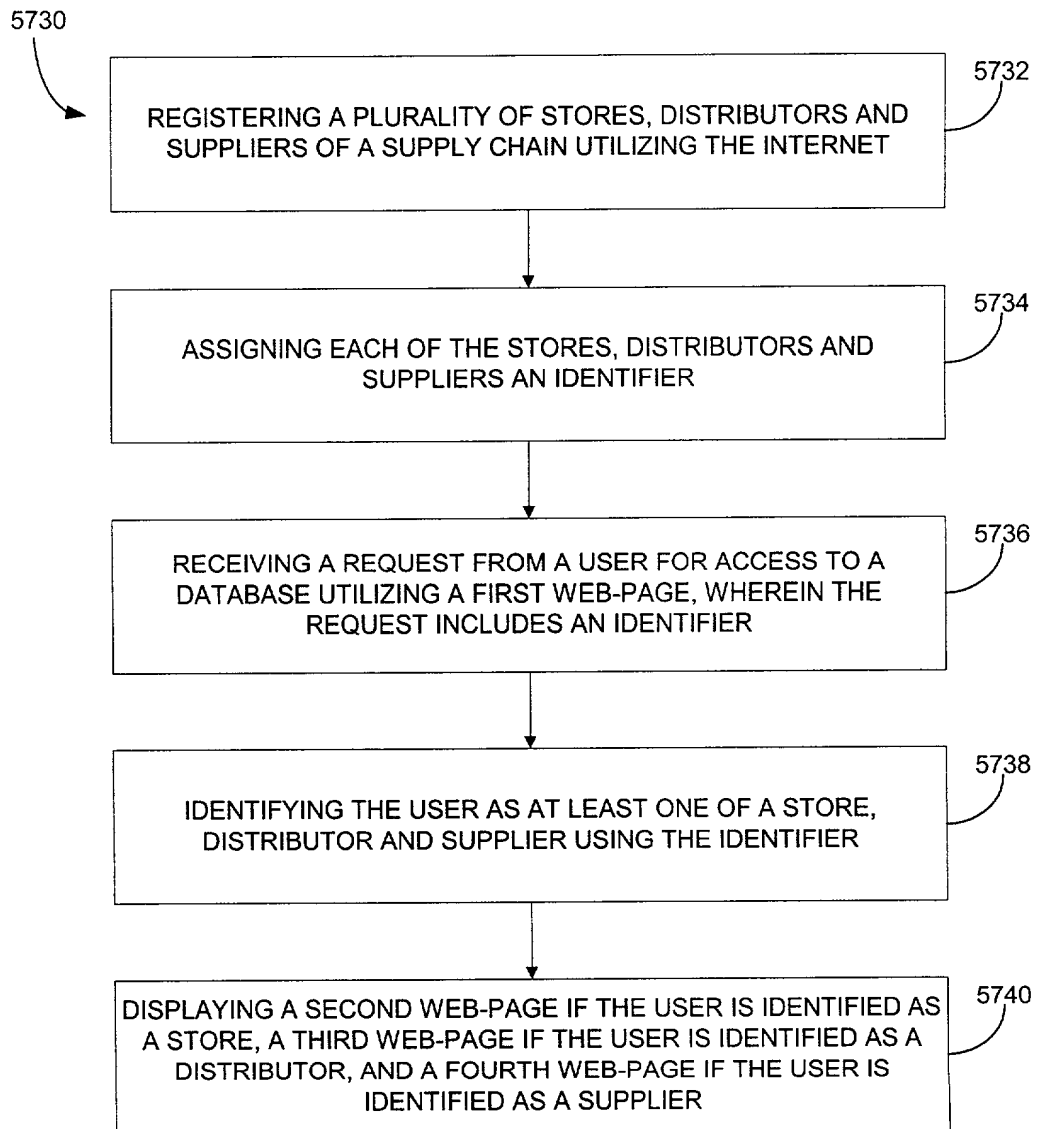 5730
5732
REGISTERING A PLURALITY OF STORES, DISTRIBUTORS AND
SUPPLIERS OF A SUPPLY CHAIN UTILIZING THE INTERNET
5734
ASSIGNING EACH OF THE STORES, DISTRIBUTORS AND
SUPPLIERS AN IDENTIFIER
5736
RECEIVING A REQUEST FROM A USER FOR ACCESS TO A
DATABASE UTILIZING A FIRST WEB-PAGE, WHEREIN THE
REQUEST INCLUDES AN IDENTIFIER
5738
IDENTIFYING THE USER AS AT LEAST ONE OF A STORE,
DISTRIBUTOR AND SUPPLIER USING THE IDENTIFIER
5740
DISPLAYING A SECOND WEB-PAGE IF THE USER IS IDENTIFIED AS
A STORE, A THIRD WEB-PAGE IF THE USER IS IDENTIFIED AS A
DISTRIBUTOR, AND A FOURTH WEB-PAGE IF THE USER IS
IDENTIFIED AS A SUPPLIER